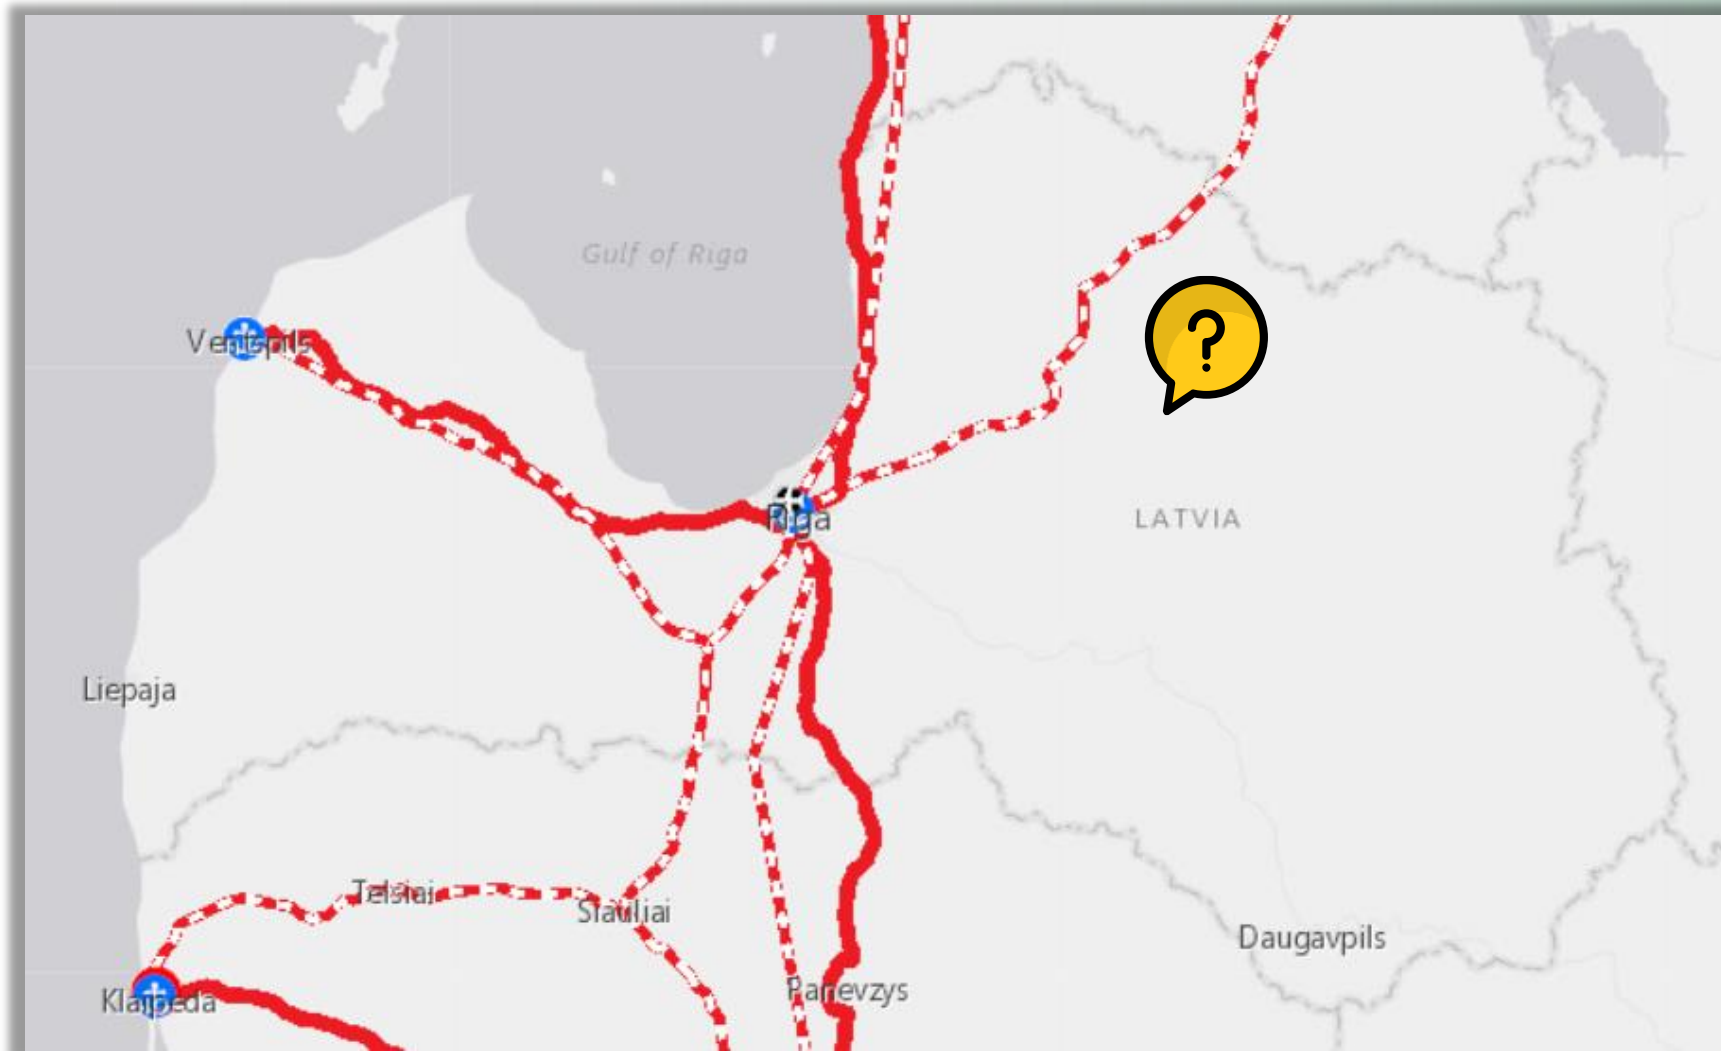 Gulf of Riga
Ventspils
?
Riga
LATVIA
Liepaja
Telsiai
Siauliai
Daugavpils
Klaipeda
Panevzys